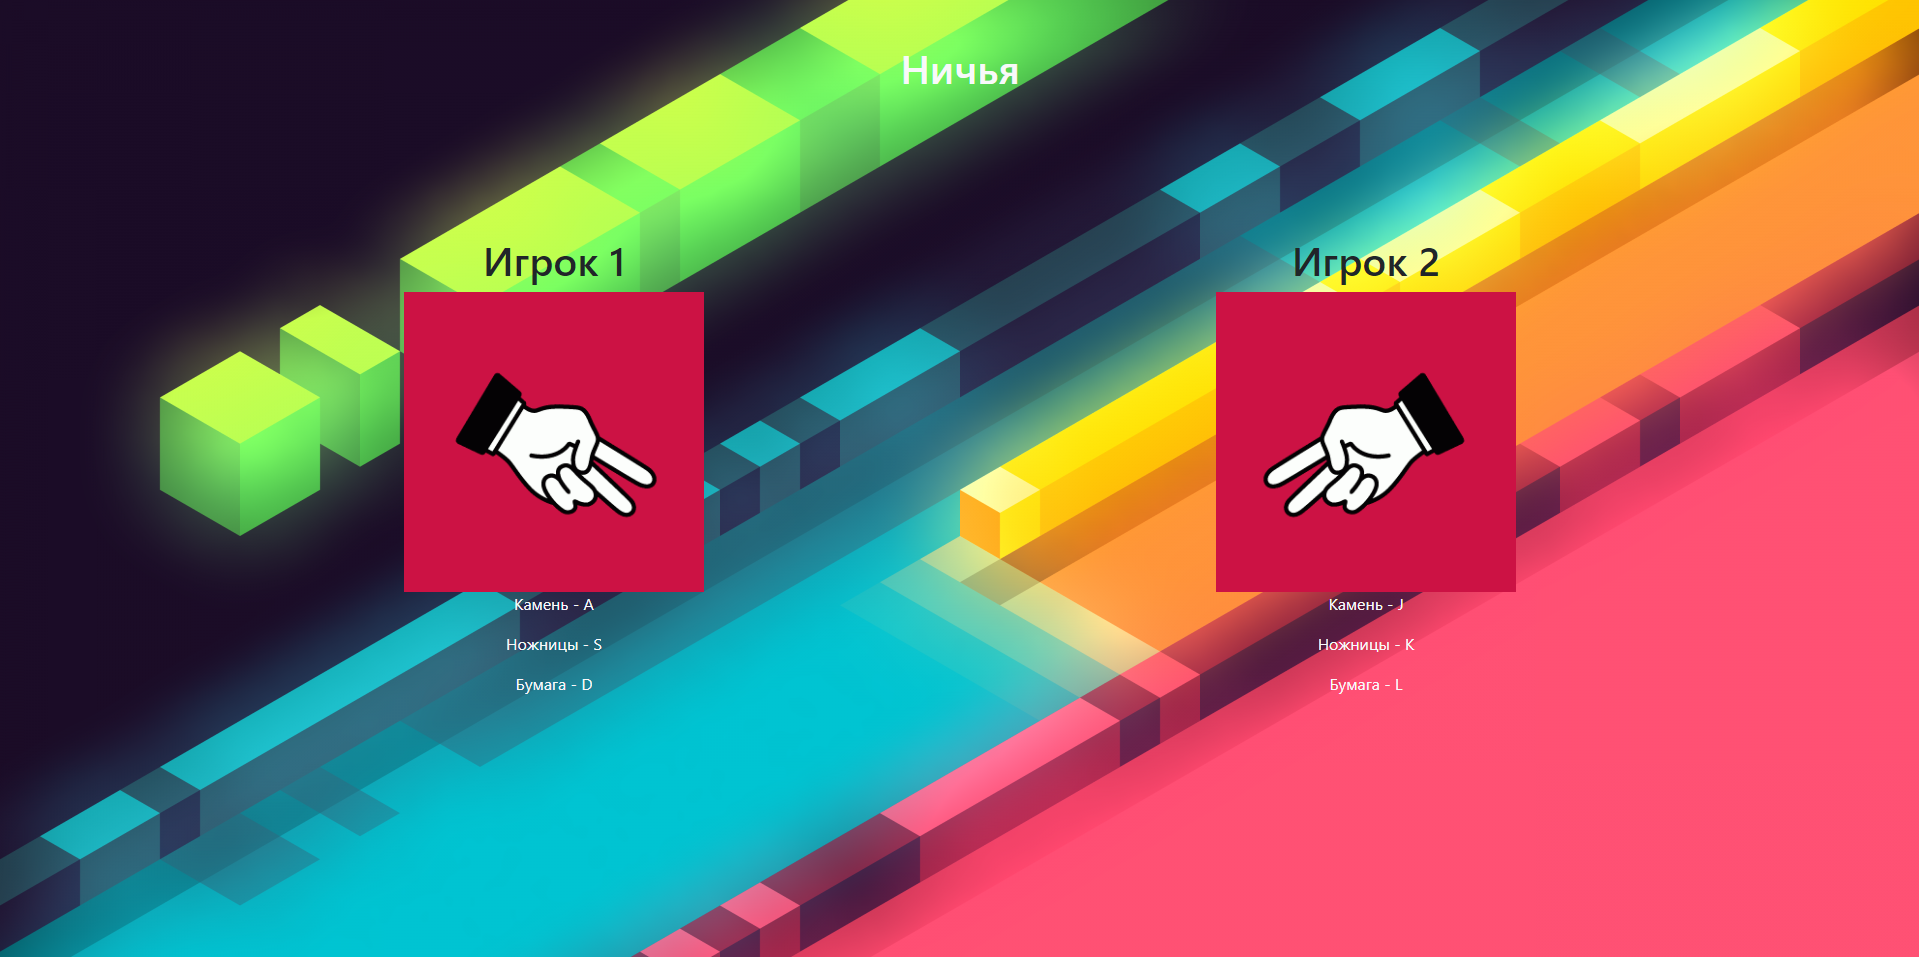 Ничья
Игрок 1
Камень - A
Ножницы - S
Бумага - D
Игрок 2
Камень - J
Ножницы - K
Бумага - L